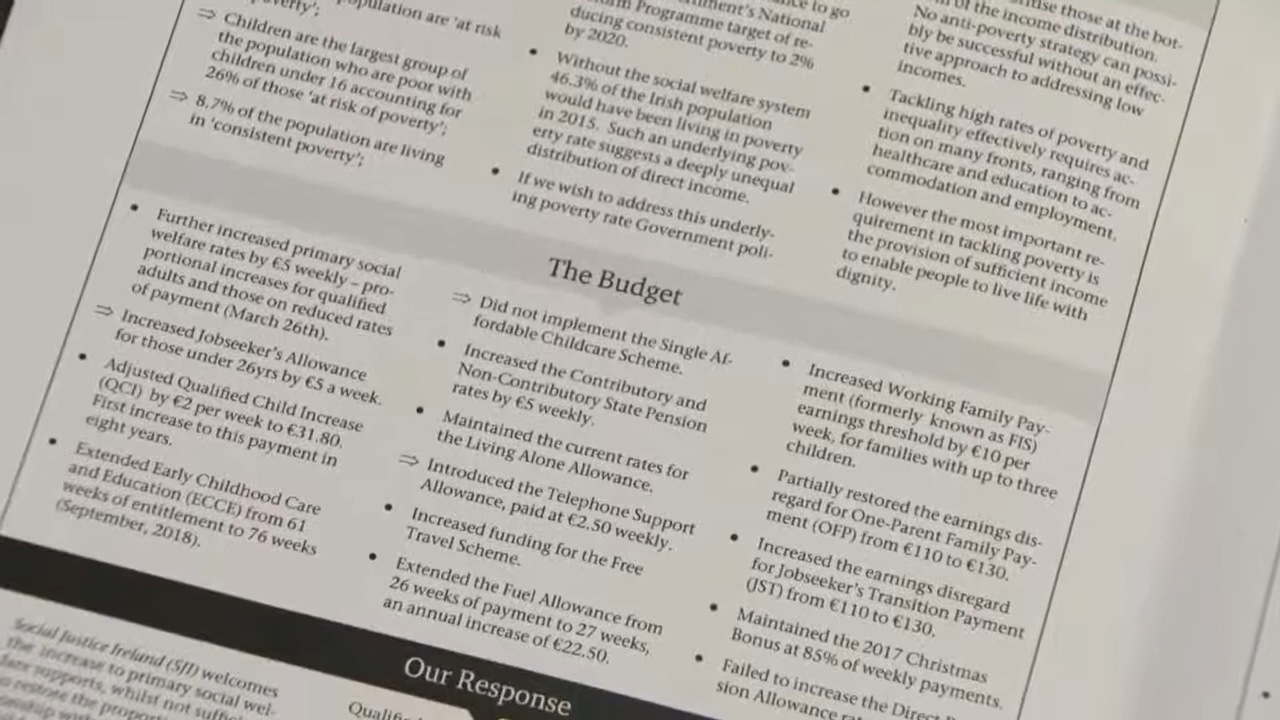 population are 'at risk
⇒ Children are the largest group of
the population who are poor with
children under 16 accounting for
26% of those 'at risk of poverty';
⇒ 8.7% of the population are living
in 'consistent poverty';
to go
National
Programme target of re-
ducing consistent poverty to 2%
by 2020.
• Without the social welfare system
46.3% of the Irish population
would have been living in poverty
in 2015. Such an underlying pov-
erty rate suggests a deeply unequal
distribution of direct income.
• If we wish to address this underly-
ing poverty rate Government poli-
those at the bot-
of the income distribution.
No anti-poverty strategy can possi-
bly be successful without an effec-
tive approach to addressing low
incomes.
• Tackling high rates of poverty and
inequality effectively requires ac-
tion on many fronts, ranging from
healthcare and education to ac-
commodation and employment.
• However the most important re-
quirement in tackling poverty is
the provision of sufficient income
to enable people to live life with
dignity.
The Budget
• Further increased primary social
welfare rates by €5 weekly – pro-
portional increases for qualified
adults and those on reduced rates
of payment (March 26th).
⇒ Increased Jobseeker's Allowance
for those under 26yrs by €5 a week.
• Adjusted Qualified Child Increase
(QCI) by €2 per week to €31.80.
First increase to this payment in
eight years.
• Extended Early Childhood Care
and Education (ECCE) from 61
weeks of entitlement to 76 weeks
(September, 2018).
⇒ Did not implement the Single Af-
fordable Childcare Scheme.
• Increased the Contributory and
Non-Contributory State Pension
rates by €5 weekly.
• Maintained the current rates for
the Living Alone Allowance.
⇒ Introduced the Telephone Support
Allowance, paid at €2.50 weekly.
• Increased funding for the Free
Travel Scheme.
• Extended the Fuel Allowance from
26 weeks of payment to 27 weeks,
an annual increase of €22.50.
• Increased Working Family Pay-
ment (formerly known as FIS)
earnings threshold by €10 per
week, for families with up to three
children.
• Partially restored the earnings dis-
regard for One-Parent Family Pay-
ment (OFP) from €110 to €130.
• Increased the earnings disregard
for Jobseeker's Transition Payment
(JST) from €110 to €130.
• Maintained the 2017 Christmas
Bonus at 85% of weekly payments.
• Failed to increase the Direct
sion Allowance
Our Response
Social Justice Ireland (SJI) welcomes
the increase to primary social wel-
supports, whilst not
restore the